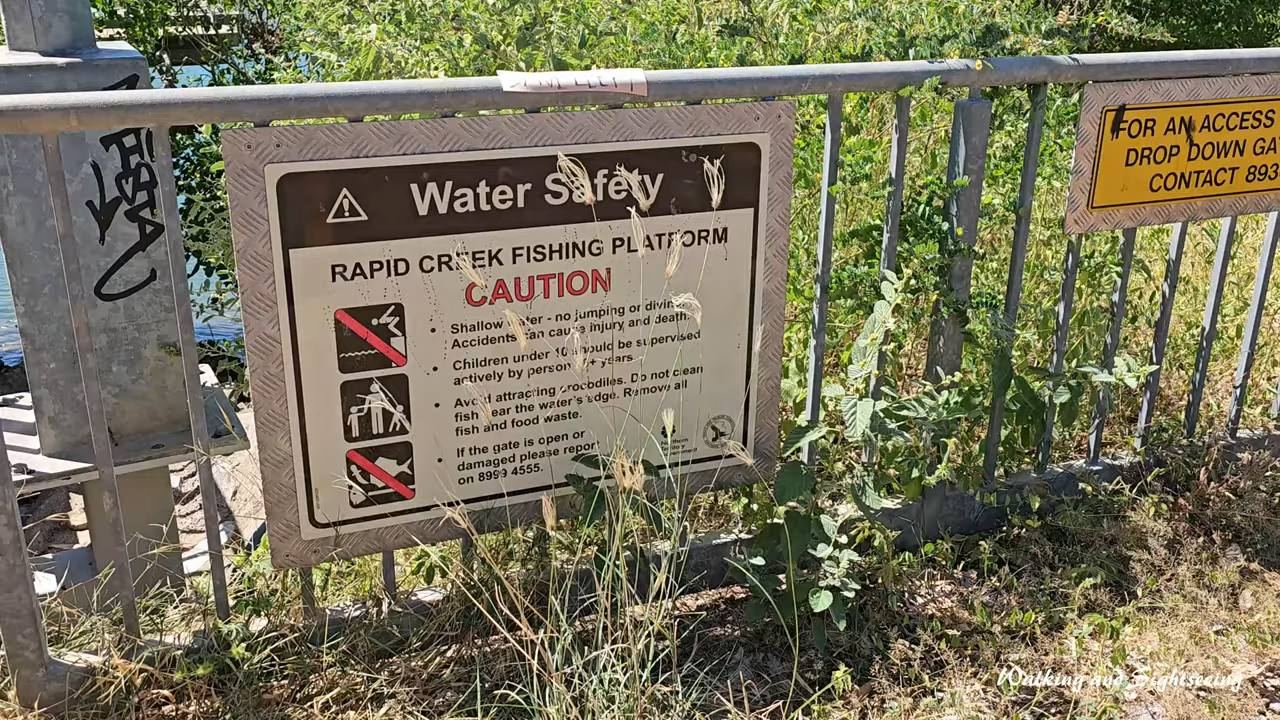 Water Safety
RAPID CREEK FISHING PLATFORM
CAUTION
• Shallow water - no jumping or diving.
Accidents can cause injury and death.
• Children under 10 should be supervised
actively by person + years
• Avoid attracting crocodiles. Do not clean
fish near the water's edge. Remove all
fish and food waste.
• If the gate is open or
damaged please report
on 8999 4555.
FOR AN ACCESS
DROP DOWN GA
CONTACT 893
Walking and Sightseeing